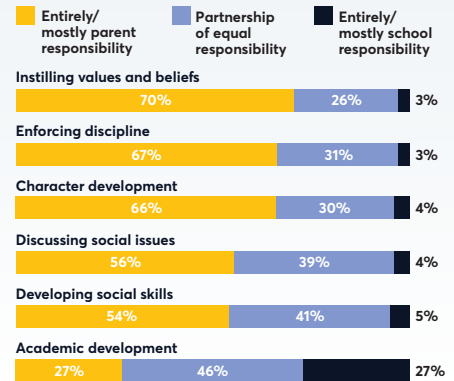 Entirely/
mostly parent
responsibility
Partnership
of equal
responsibility
Entirely/
mostly school
responsibility
Instilling values and beliefs
70% 26% 3%
Enforcing discipline
67% 31% 3%
Character development
66% 30% 4%
Discussing social issues
56% 39% 4%
Developing social skills
54% 41% 5%
Academic development
27% 46% 27%